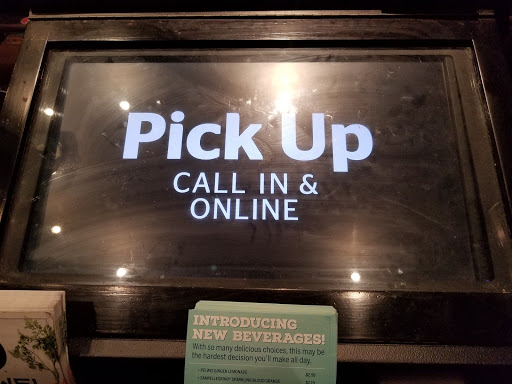 Pick Up
CALL IN &
ONLINE
INTRODUCING
NEW BEVERAGES!
With so many delicious choices, this may be
the hardest decision you'll make all day.